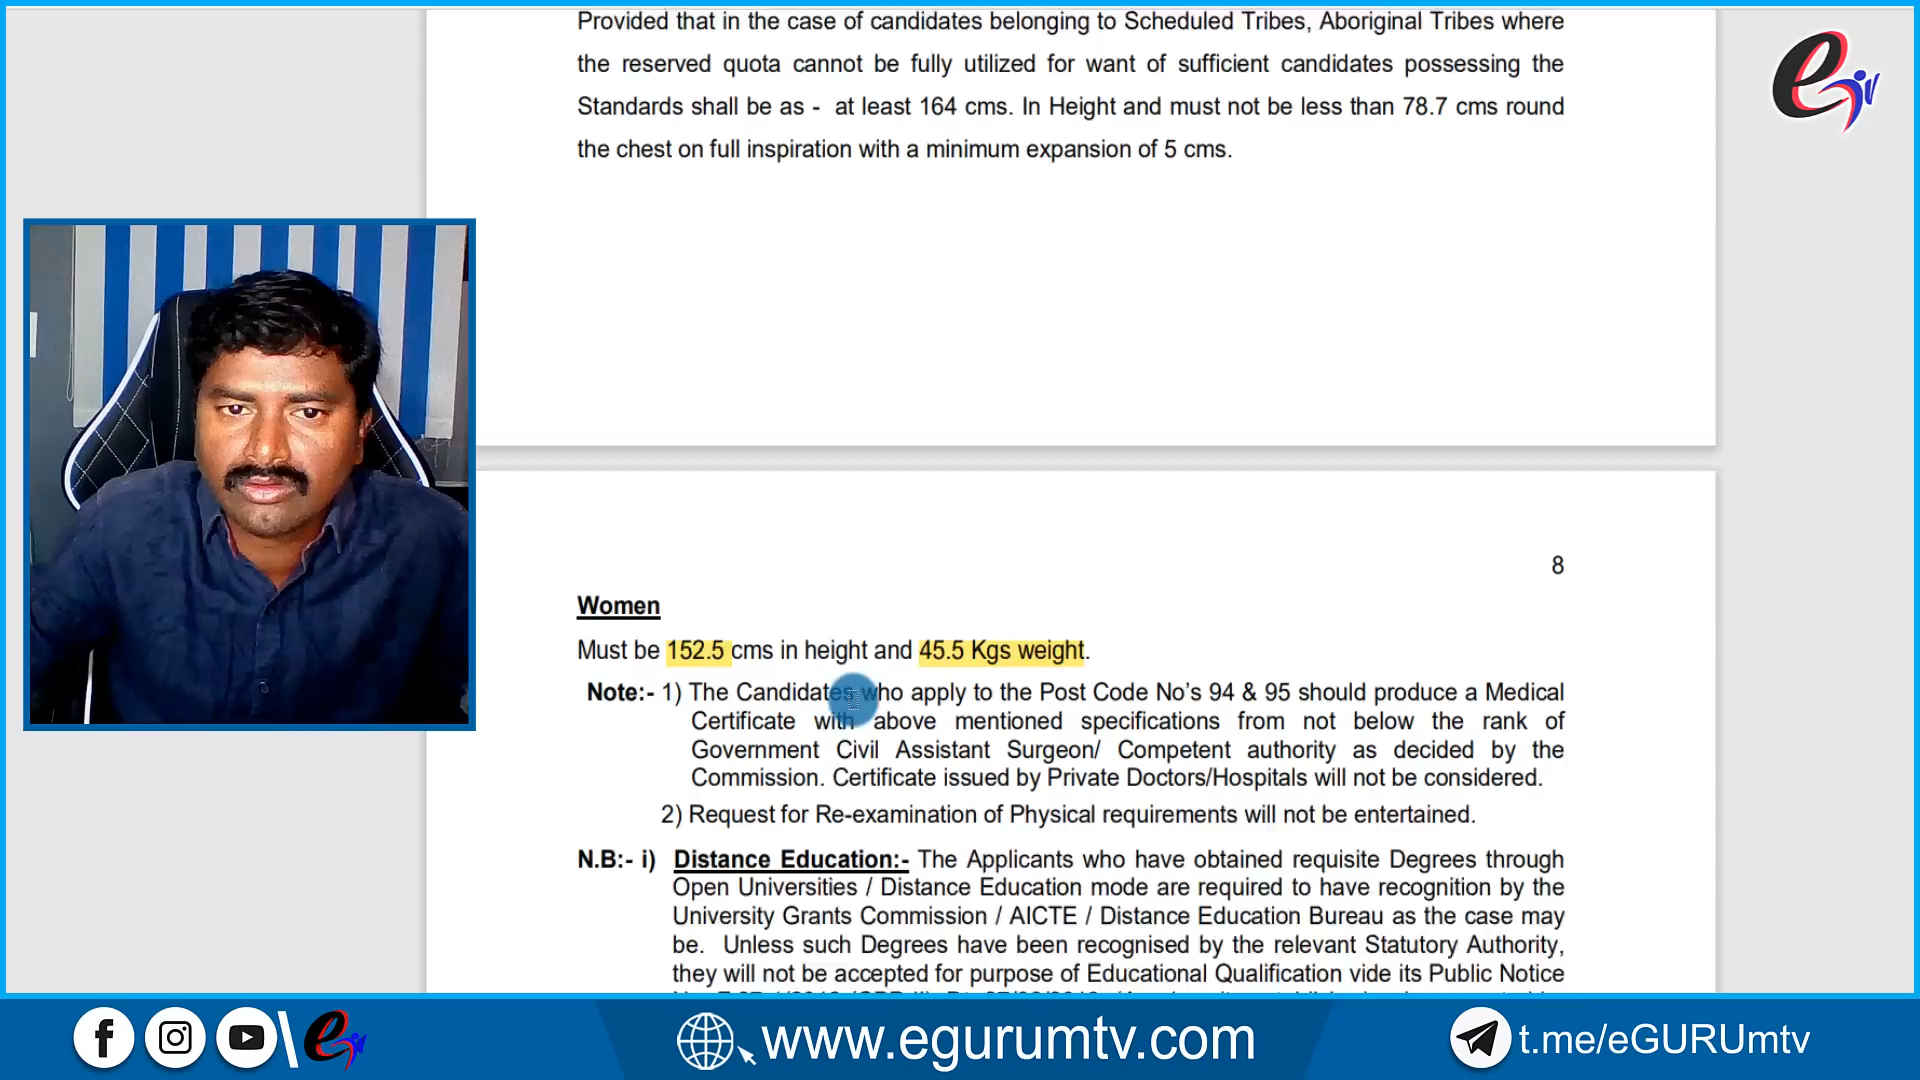 Provided that in the case of candidates belonging to Scheduled Tribes, Aboriginal Tribes where
the reserved quota cannot be fully utilized for want of sufficient candidates possessing the
Standards shall be as - at least 164 cms. In Height and must not be less than 78.7 cms round
the chest on full inspiration with a minimum expansion of 5 cms.
8
Women
Must be 152.5 cms in height and 45.5 Kgs weight.
Note:- 1) The Candidates who apply to the Post Code No's 94 & 95 should produce a Medical
Certificate with above mentioned specifications from not below the rank of
Government Civil Assistant Surgeon/ Competent authority as decided by the
Commission. Certificate issued by Private Doctors/Hospitals will not be considered.
2) Request for Re-examination of Physical requirements will not be entertained.
N.B:- i) Distance Education:- The Applicants who have obtained requisite Degrees through
Open Universities / Distance Education mode are required to have recognition by the
University Grants Commission / AICTE / Distance Education Bureau as the case may
be. Unless such Degrees have been recognised by the relevant Statutory Authority,
they will not be accepted for purpose of Educational Qualification vide its Public Notice
www.egurumtv.com
t.me/eGURUmtv